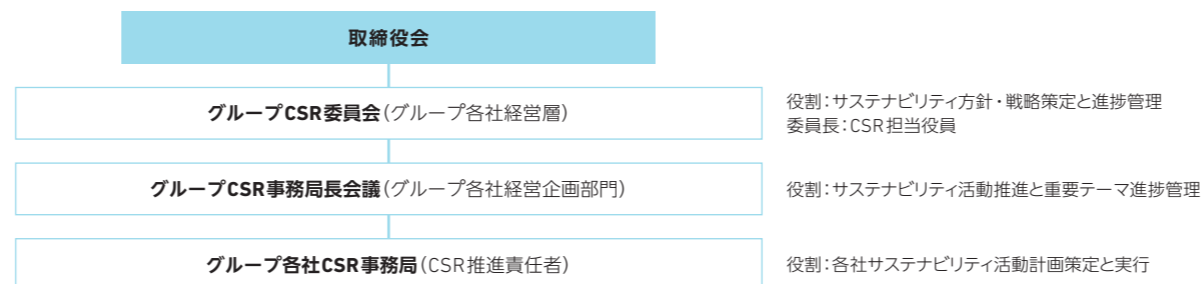 取締役会
グループCSR委員会(グループ各社経営層)
役割：サステナビリティ方針・戦略策定と進捗管理
委員長：CSR担当役員
グループCSR事務局長会議(グループ各社経営企画部門)
役割：サステナビリティ活動推進と重要テーマ進捗管理
グループ各社CSR事務局(CSR推進責任者)
役割：各社サステナビリティ活動計画策定と実行